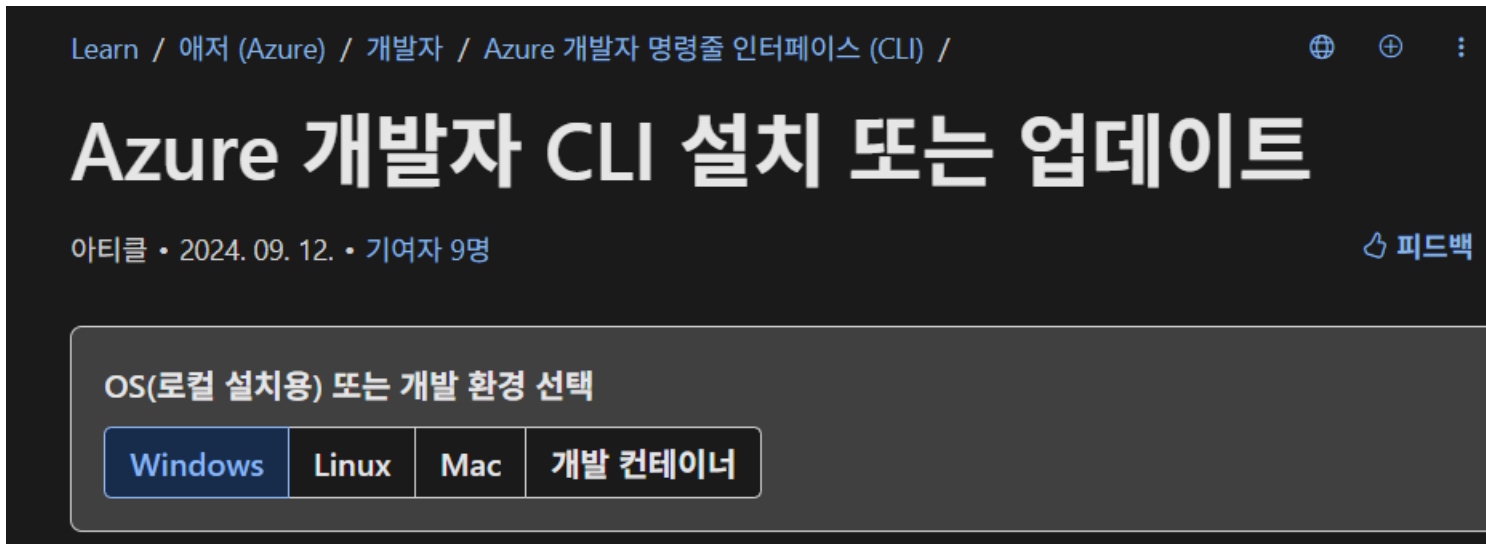 Learn / 애저 (Azure) / 개발자 / Azure 개발자 명령줄 인터페이스 (CLI) /
Azure 개발자 CLI 설치 또는 업데이트
아티클 • 2024. 09. 12. • 기여자 9명
피드백
OS(로컬 설치용) 또는 개발 환경 선택
Windows Linux Mac 개발 컨테이너